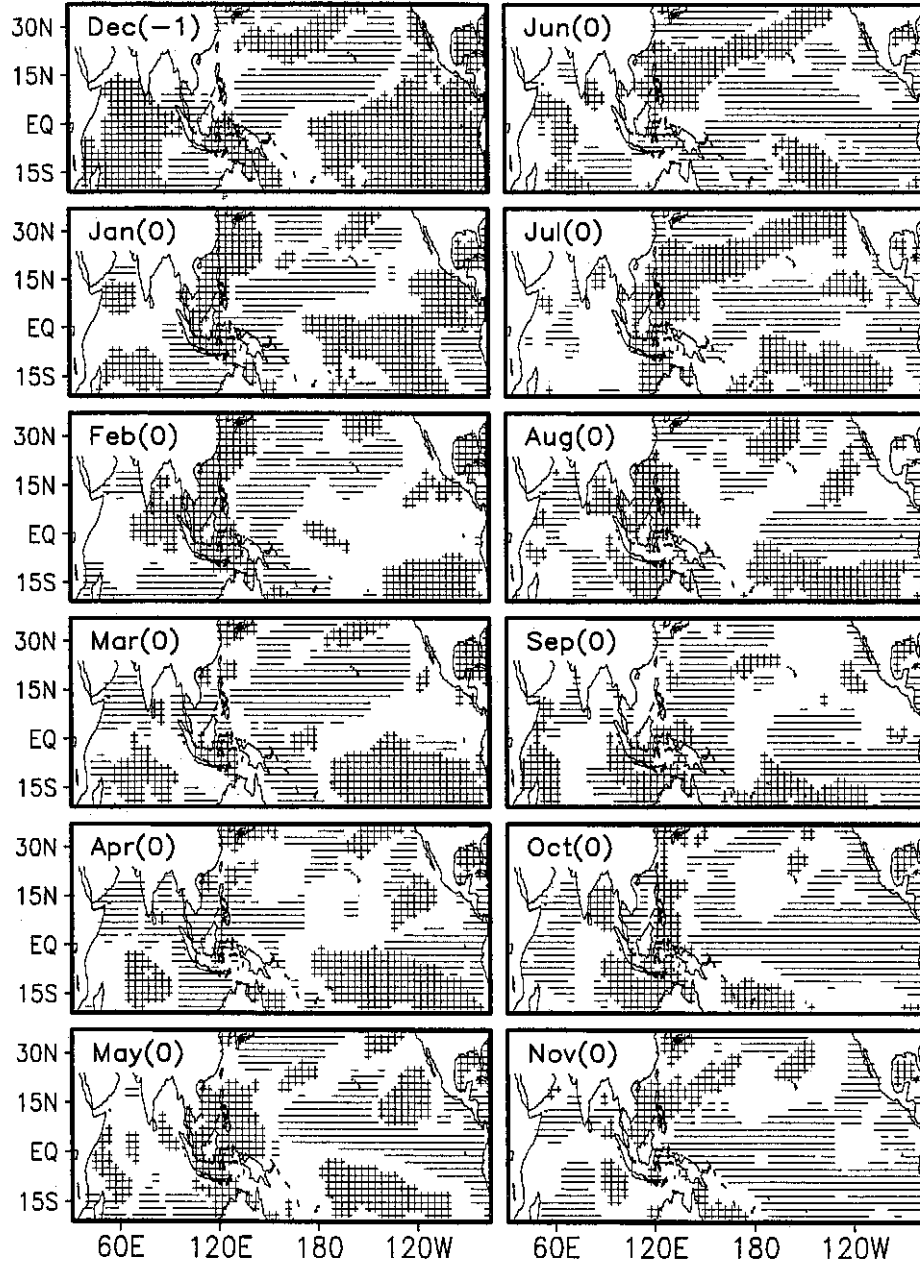 30N Dec(−1) Jun(0)
15N
EQ
15S
30N Jan(0) Jul(0)
15N
EQ
15S
30N Feb(0) Aug(0)
15N
EQ
15S
30N Mar(0) Sep(0)
15N
EQ
15S
30N Apr(0) Oct(0)
15N
EQ
15S
30N May(0) Nov(0)
15N
EQ
15S
60E 120E 180 120W 60E 120E 180 120W